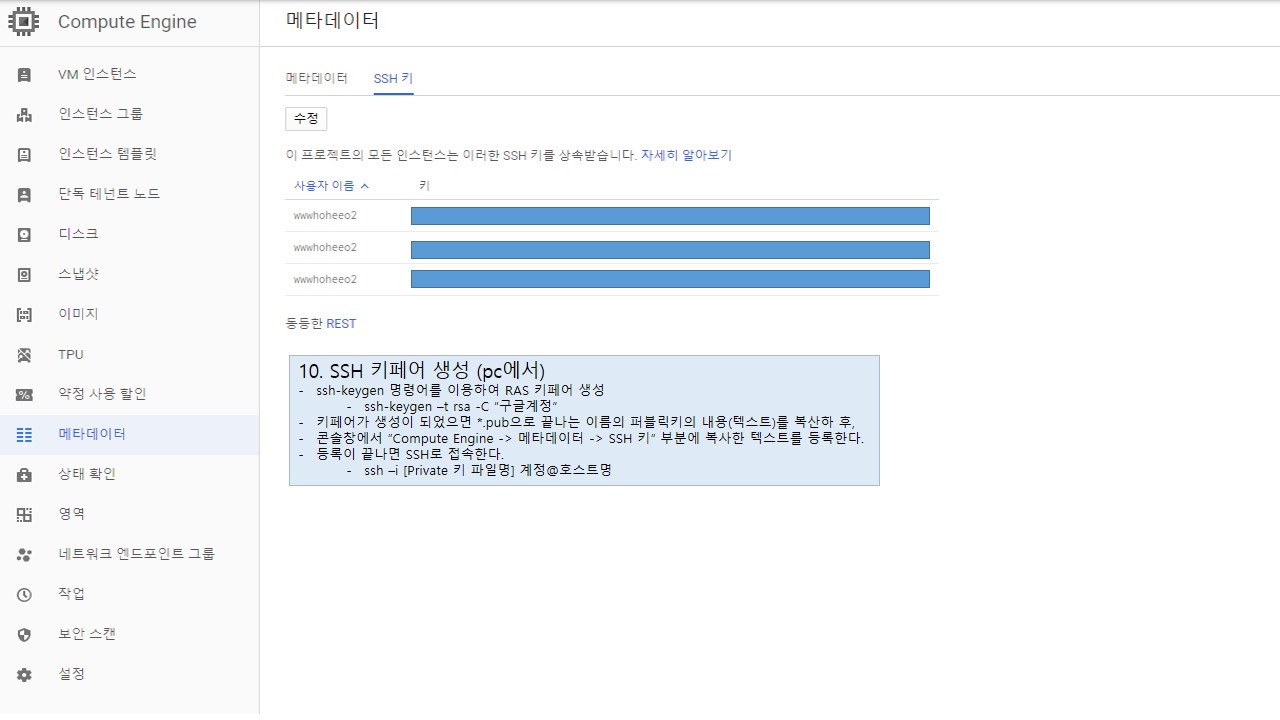 Compute Engine
메타데이터
VM 인스턴스
인스턴스 그룹
인스턴스 템플릿
단독 테넌트 노드
디스크
스냅샷
이미지
TPU
약정 사용 할인
메타데이터
상태 확인
영역
네트워크 엔드포인트 그룹
작업
보안 스캔
설정
메타데이터 SSH 키
수정
이 프로젝트의 모든 인스턴스는 이러한 SSH 키를 상속받습니다. 자세히 알아보기
사용자 이름 키
wwwhoheeo2
wwwhoheeo2
wwwhoheeo2
동등한 REST
10. SSH 키페어 생성 (pc에서)
- ssh-keygen 명령어를 이용하여 RAS 키페어 생성
- ssh-keygen –t rsa -C “구글계정“
- 키페어가 생성이 되었으면 *.pub으로 끝나는 이름의 퍼블릭키의 내용(텍스트)를 복산하 후,
- 콘솔창에서 “Compute Engine -> 메타데이터 -> SSH 키” 부분에 복사한 텍스트를 등록한다.
- 등록이 끝나면 SSH로 접속한다.
- ssh –i [Private 키 파일명] 계정@호스트명